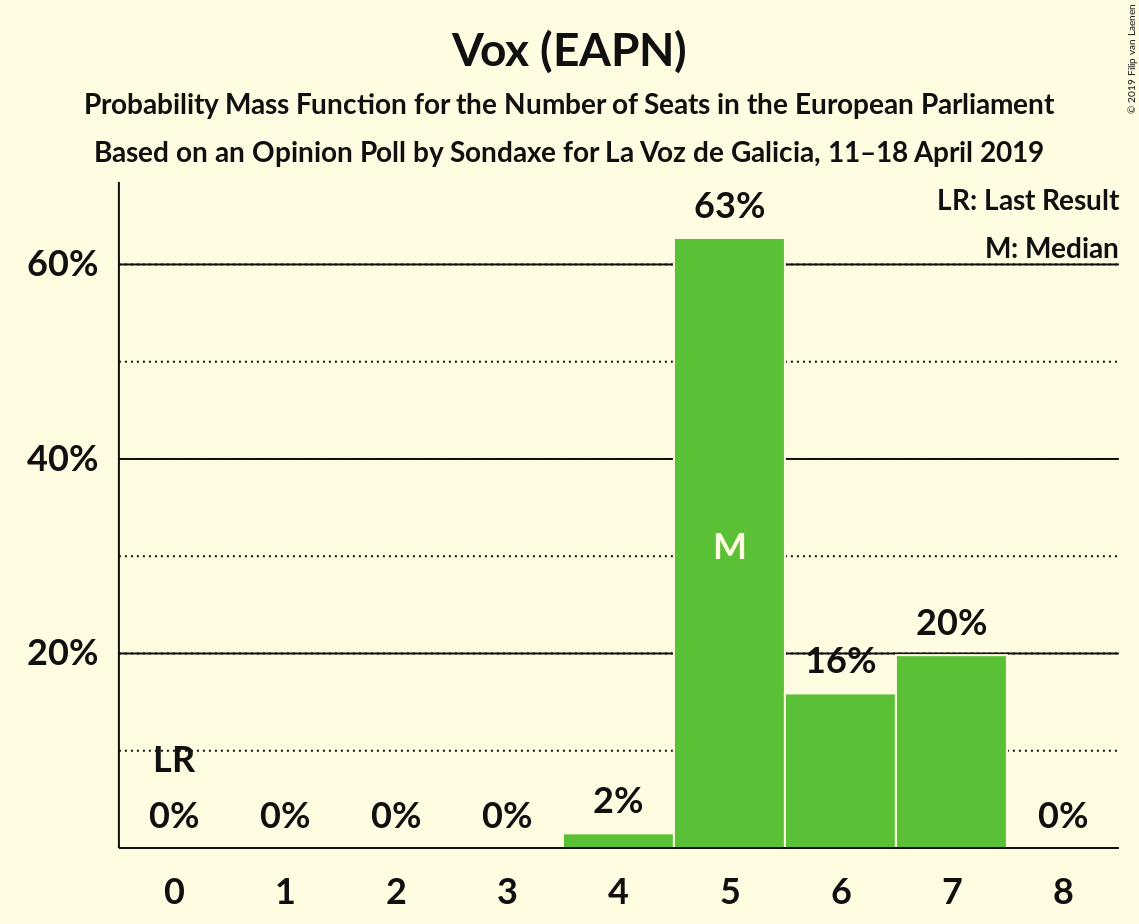 Vox (EAPN)
Probability Mass Function for the Number of Seats in the European Parliament
Based on an Opinion Poll by Sondaxe for La Voz de Galicia, 11–18 April 2019
© 2019 Filip van Laenen
LR: Last Result
M: Median
60%
40%
20%
LR
0%
0%
0%
0%
2%
63%
M
16%
20%
0%
0 1 2 3 4 5 6 7 8